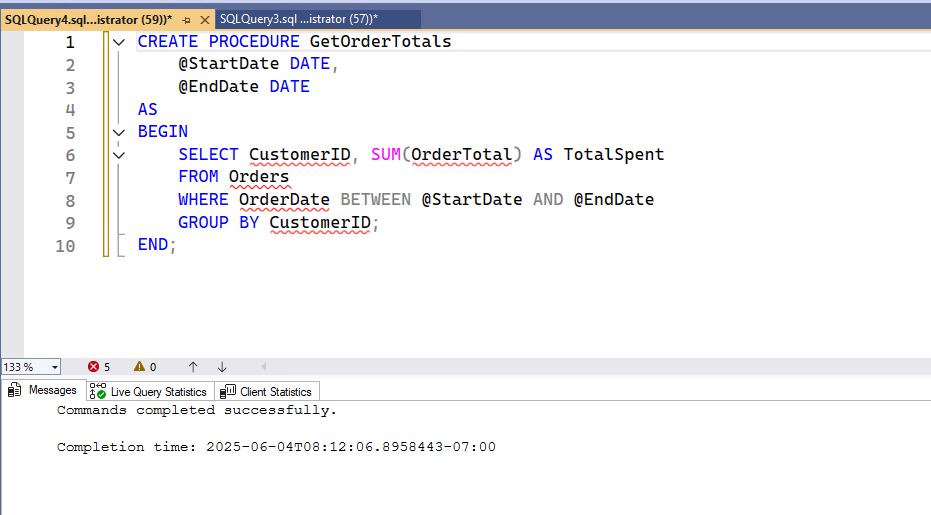 SQLQuery4.sql...istrator (59))* SQLQuery3.sql ...istrator (57))*
1 CREATE PROCEDURE GetOrderTotals
2 @StartDate DATE,
3 @EndDate DATE
4 AS
5 BEGIN
6 SELECT CustomerID, SUM(OrderTotal) AS TotalSpent
7 FROM Orders
8 WHERE OrderDate BETWEEN @StartDate AND @EndDate
9 GROUP BY CustomerID;
10 END;
133 % 5 0
Messages Live Query Statistics Client Statistics
Commands completed successfully.
Completion time: 2025-06-04T08:12:06.8958443-07:00